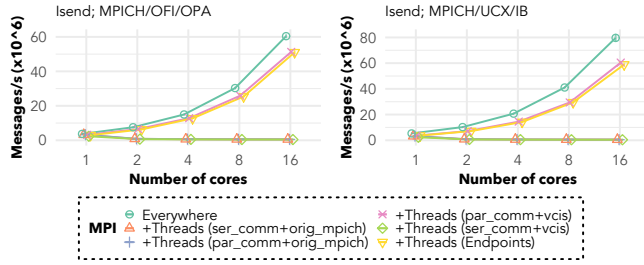 Isend; MPICH/OFI/OPA
Isend; MPICH/UCX/IB
Messages/s (x10^6)
60
40
20
0
1 2 4 8 16
Number of cores
Messages/s (x10^6)
80
60
40
20
0
1 2 4 8 16
Number of cores
MPI
Everywhere
+Threads (ser_comm+orig_mpich)
+Threads (par_comm+orig_mpich)
+Threads (par_comm+vcis)
+Threads (ser_comm+vcis)
+Threads (Endpoints)